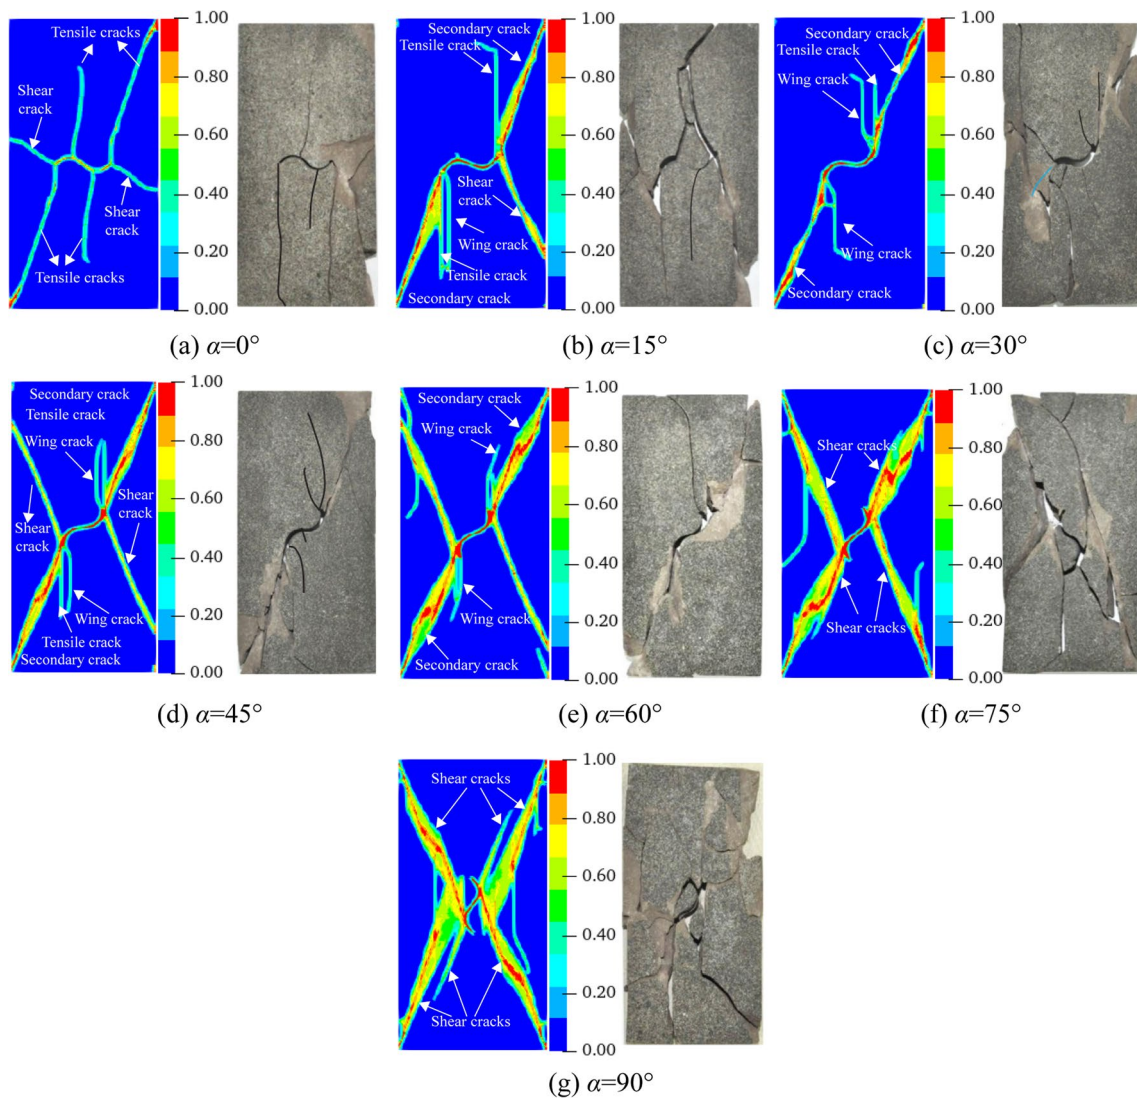 Tensile cracks
Shear
crack
Shear
crack
Tensile cracks
1.00
0.80
0.60
0.40
0.20
0.00
(a) α=0°
Secondary crack
Tensile crack
Shear
crack
Wing crack
Tensile crack
Secondary crack
1.00
0.80
0.60
0.40
0.20
0.00
(b) α=15°
Secondary crack
Tensile crack
Wing crack
Wing crack
Secondary crack
1.00
0.80
0.60
0.40
0.20
0.00
(c) α=30°
Secondary crack
Tensile crack
Wing crack
Shear
crack
Shear
crack
Wing crack
Tensile crack
Secondary crack
1.00
0.80
0.60
0.40
0.20
0.00
(d) α=45°
Secondary crack
Wing crack
Wing crack
Secondary crack
1.00
0.80
0.60
0.40
0.20
0.00
(e) α=60°
Shear cracks
Shear cracks
1.00
0.80
0.60
0.40
0.20
0.00
(f) α=75°
Shear cracks
Shear cracks
1.00
0.80
0.60
0.40
0.20
0.00
(g) α=90°